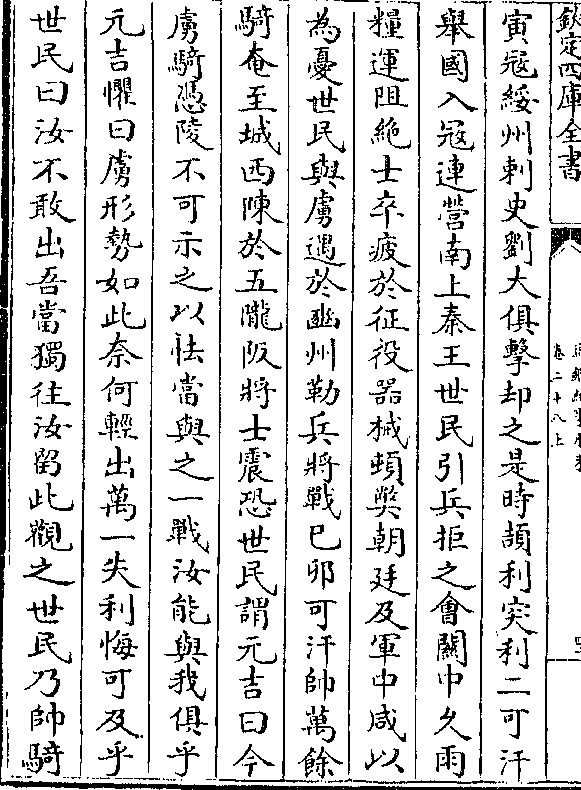 欽定四庫全書
卷二十八上
寅寇綏州刺史劉大俱擊却之是時頡利突利二可汗
舉國入寇連營南上秦王世民引兵拒之會關中久雨
糧運阻絶士卒疲於征役器械頓獘朝廷及軍中咸以
為憂世民與虜遇於豳州勒兵將戰已卯可汗帥萬餘
騎奄至城西陳於五隴阪將士震恐世民謂元吉曰今
虜騎憑陵不可示之以怯當與之一戰汝能與我俱乎
元吉懼曰虜形勢如此奈何輕出萬一失利悔可及乎
世民曰汝不敢出吾當獨往汝留此觀之世民乃帥騎